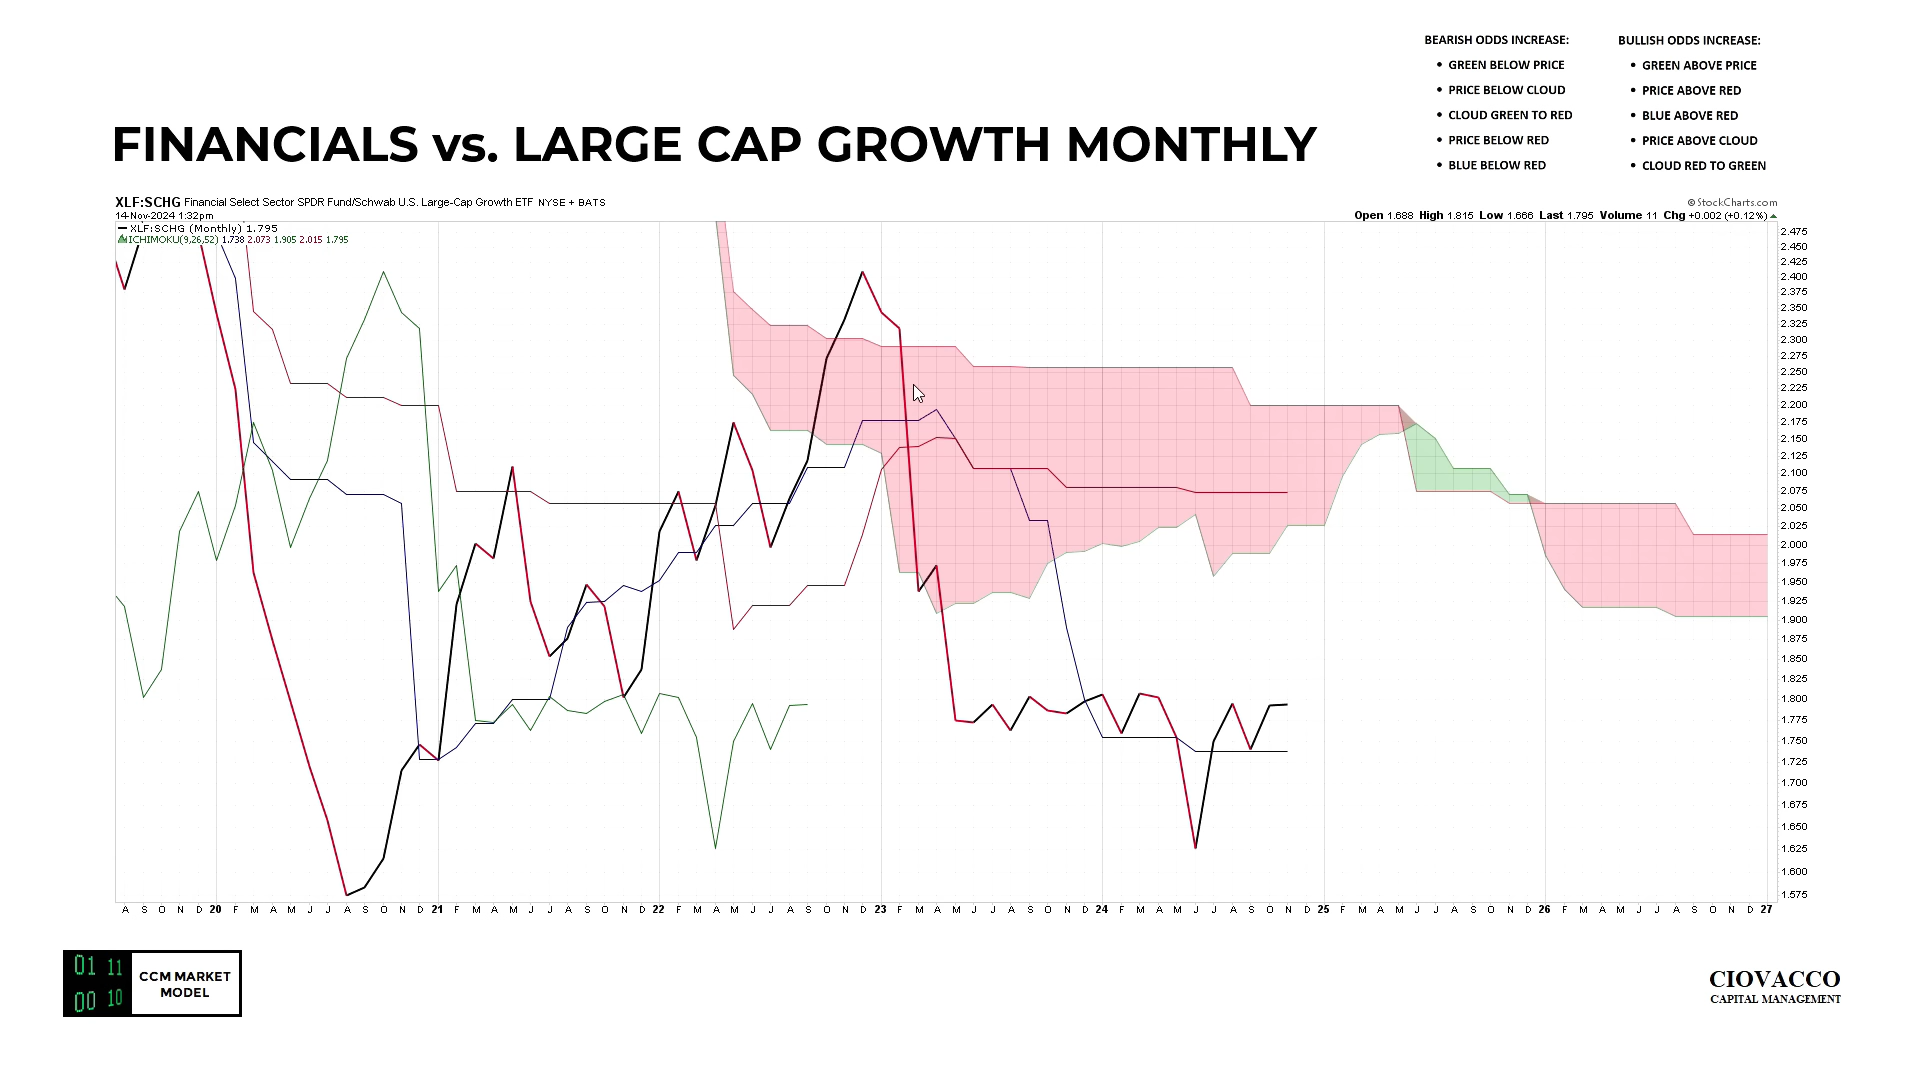 BEARISH ODDS INCREASE:
• GREEN BELOW PRICE
• PRICE BELOW CLOUD
• CLOUD GREEN TO RED
• PRICE BELOW RED
• BLUE BELOW RED
BULLISH ODDS INCREASE:
• GREEN ABOVE PRICE
• PRICE ABOVE RED
• BLUE ABOVE RED
• PRICE ABOVE CLOUD
• CLOUD RED TO GREEN
FINANCIALS vs. LARGE CAP GROWTH MONTHLY
XLF:SCHG Financial Select Sector SPDR Fund/Schwab U.S. Large-Cap Growth ETF NYSE + BATS
© StockCharts.com
14-Nov-2024 1:32pm
Open 1.688 High 1.815 Low 1.666 Last 1.795 Volume 11 Chg +0.002 (+0.12%)
XLF:SCHG (Monthly) 1.795
ICHIMOKU(9,26,52) 1.738 2.073 1.905 2.015 1.795
2.475
2.450
2.425
2.400
2.375
2.350
2.325
2.300
2.275
2.250
2.225
2.200
2.175
2.150
2.125
2.100
2.075
2.050
2.025
2.000
1.975
1.950
1.925
1.900
1.875
1.850
1.825
1.800
1.775
1.750
1.725
1.700
1.675
1.650
1.625
1.600
1.575
A S O N D 20 F M A M J J A S O N D 21 F M A M J J A S O N D 22 F M A M J J A S O N D 23 F M A M J J A S O N D 24 F M A M J J A S O N D 25 F M A M J J A S O N D 26 F M A M J J A S O N D 27
01 11
00 10
CCM MARKET
MODEL
CIOVACCO
CAPITAL MANAGEMENT